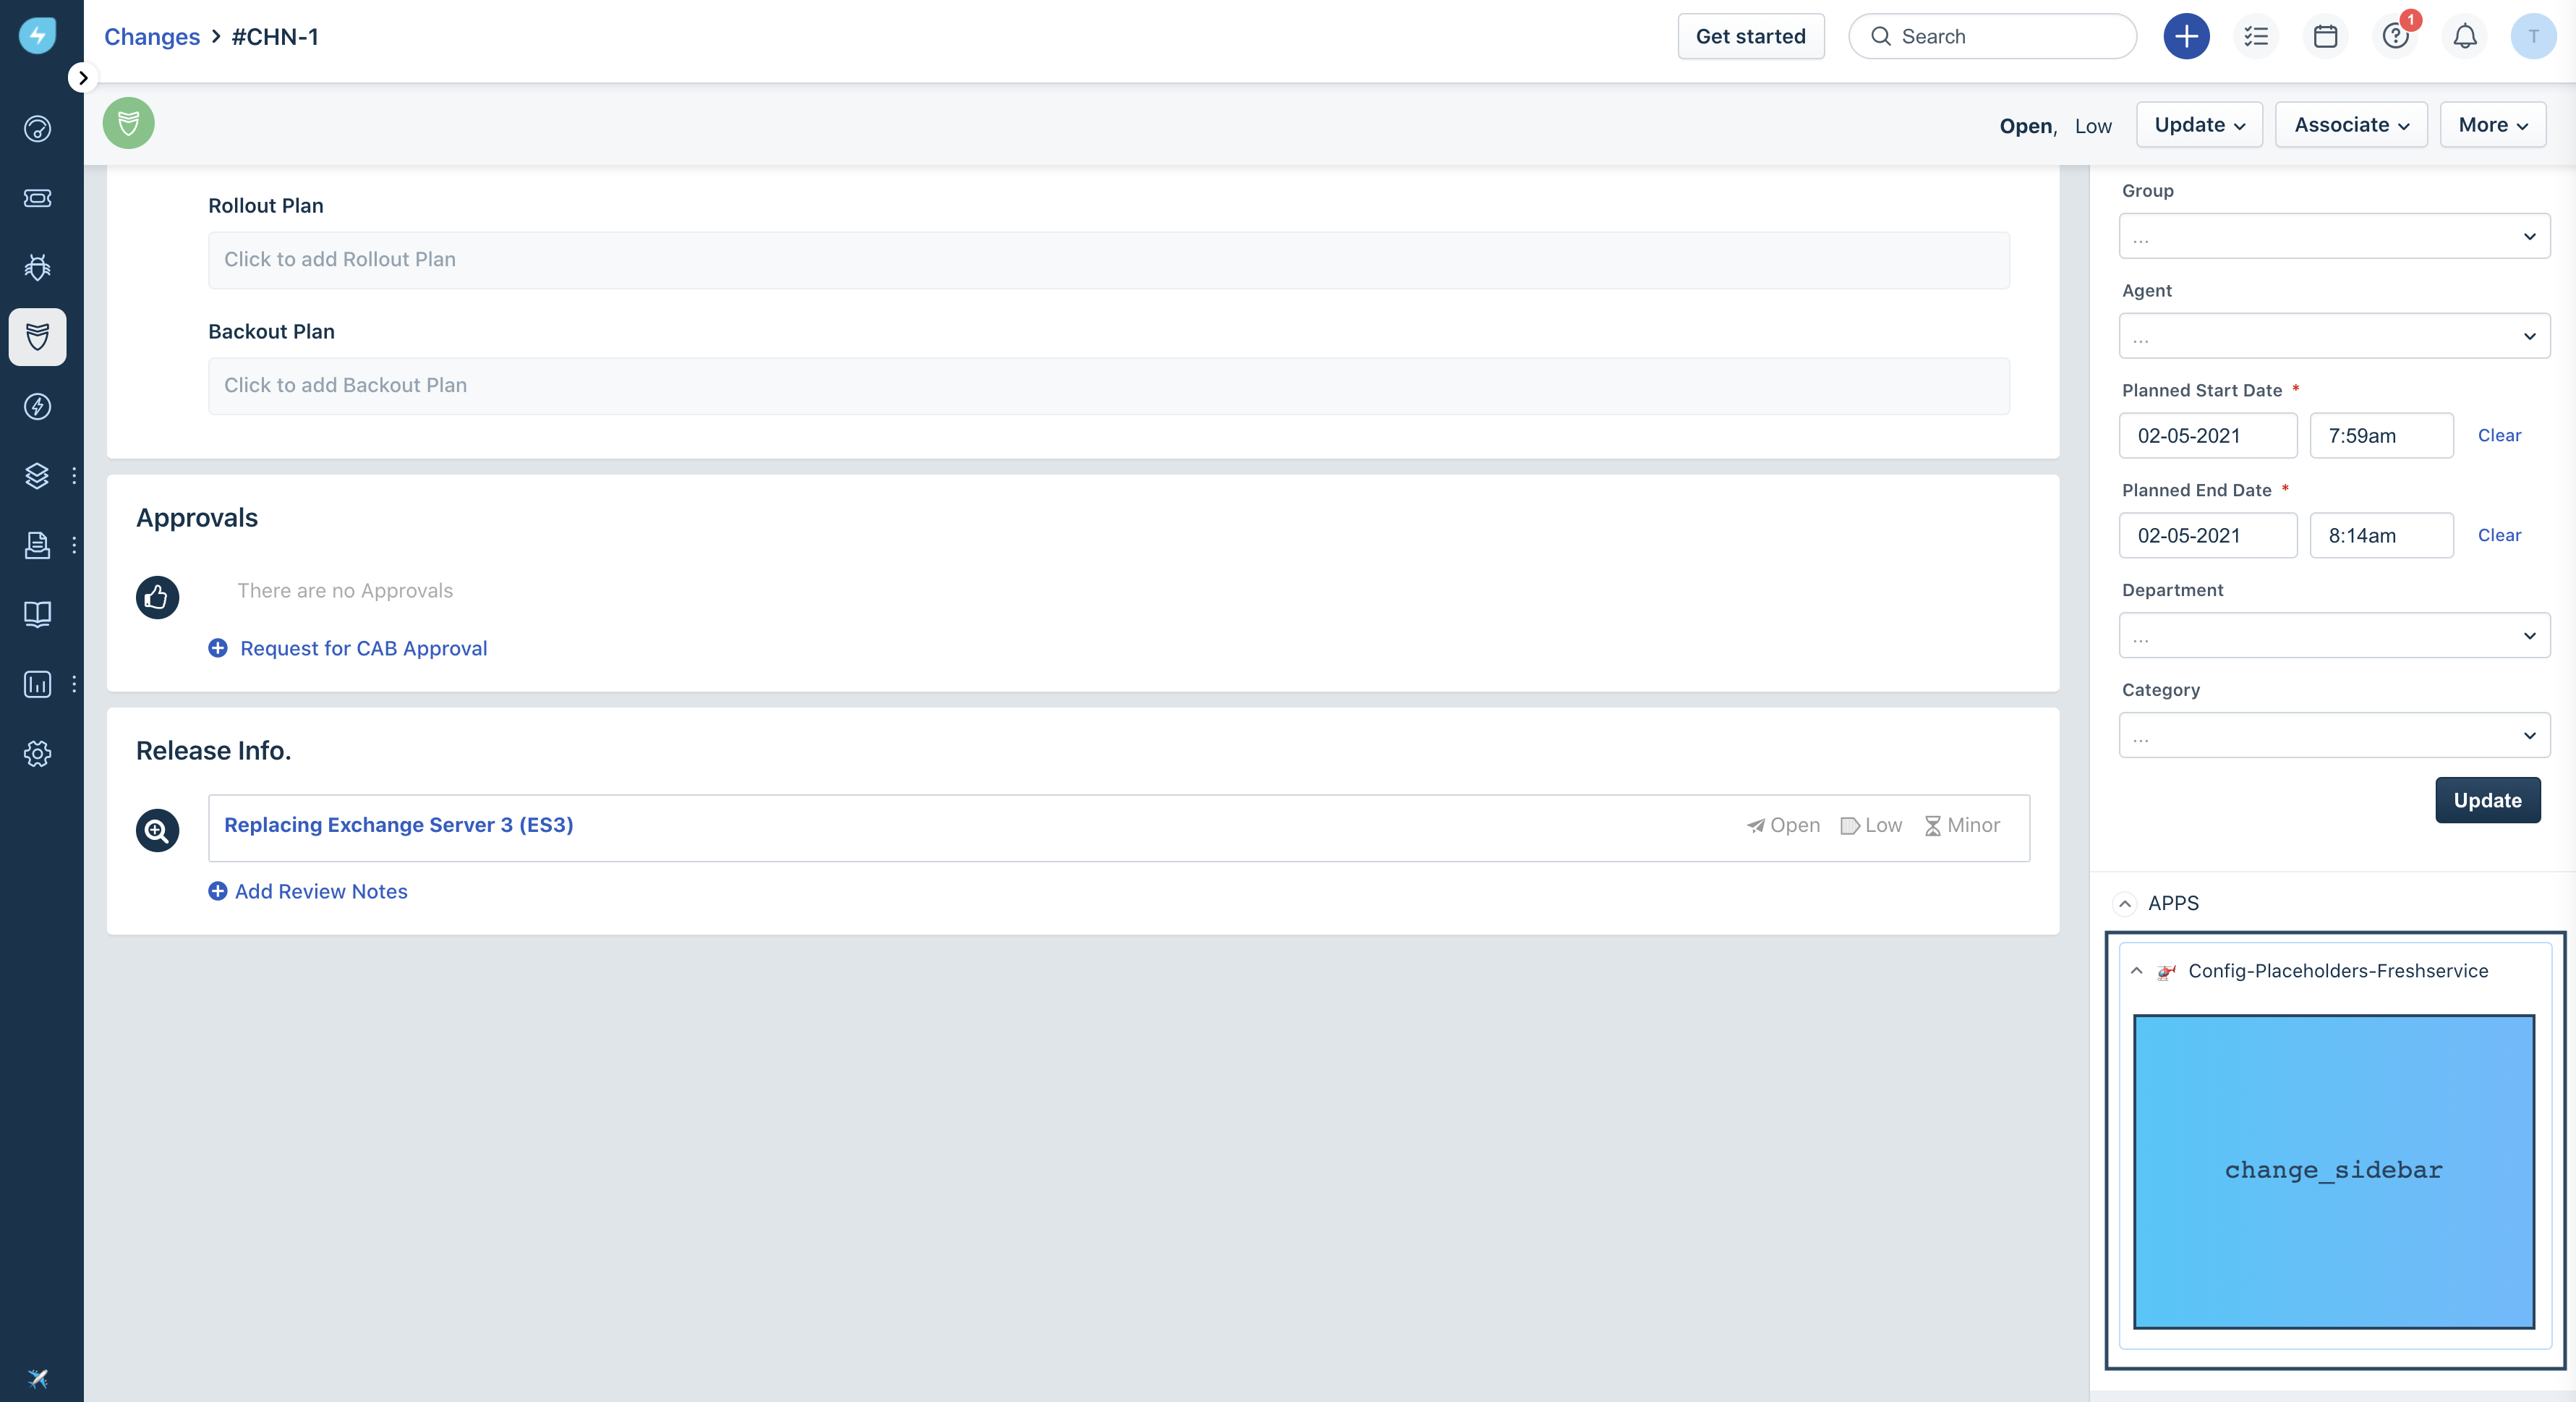 Changes > #CHN-1
Get started
Search
1
T
Open, Low
Update
Associate
More
Rollout Plan
Click to add Rollout Plan
Backout Plan
Click to add Backout Plan
Approvals
There are no Approvals
Request for CAB Approval
Release Info.
Replacing Exchange Server 3 (ES3)
Open Low Minor
Add Review Notes
Group
...
Agent
...
Planned Start Date *
02-05-2021 7:59am Clear
Planned End Date *
02-05-2021 8:14am Clear
Department
...
Category
...
Update
APPS
Config-Placeholders-Freshservice
change_sidebar